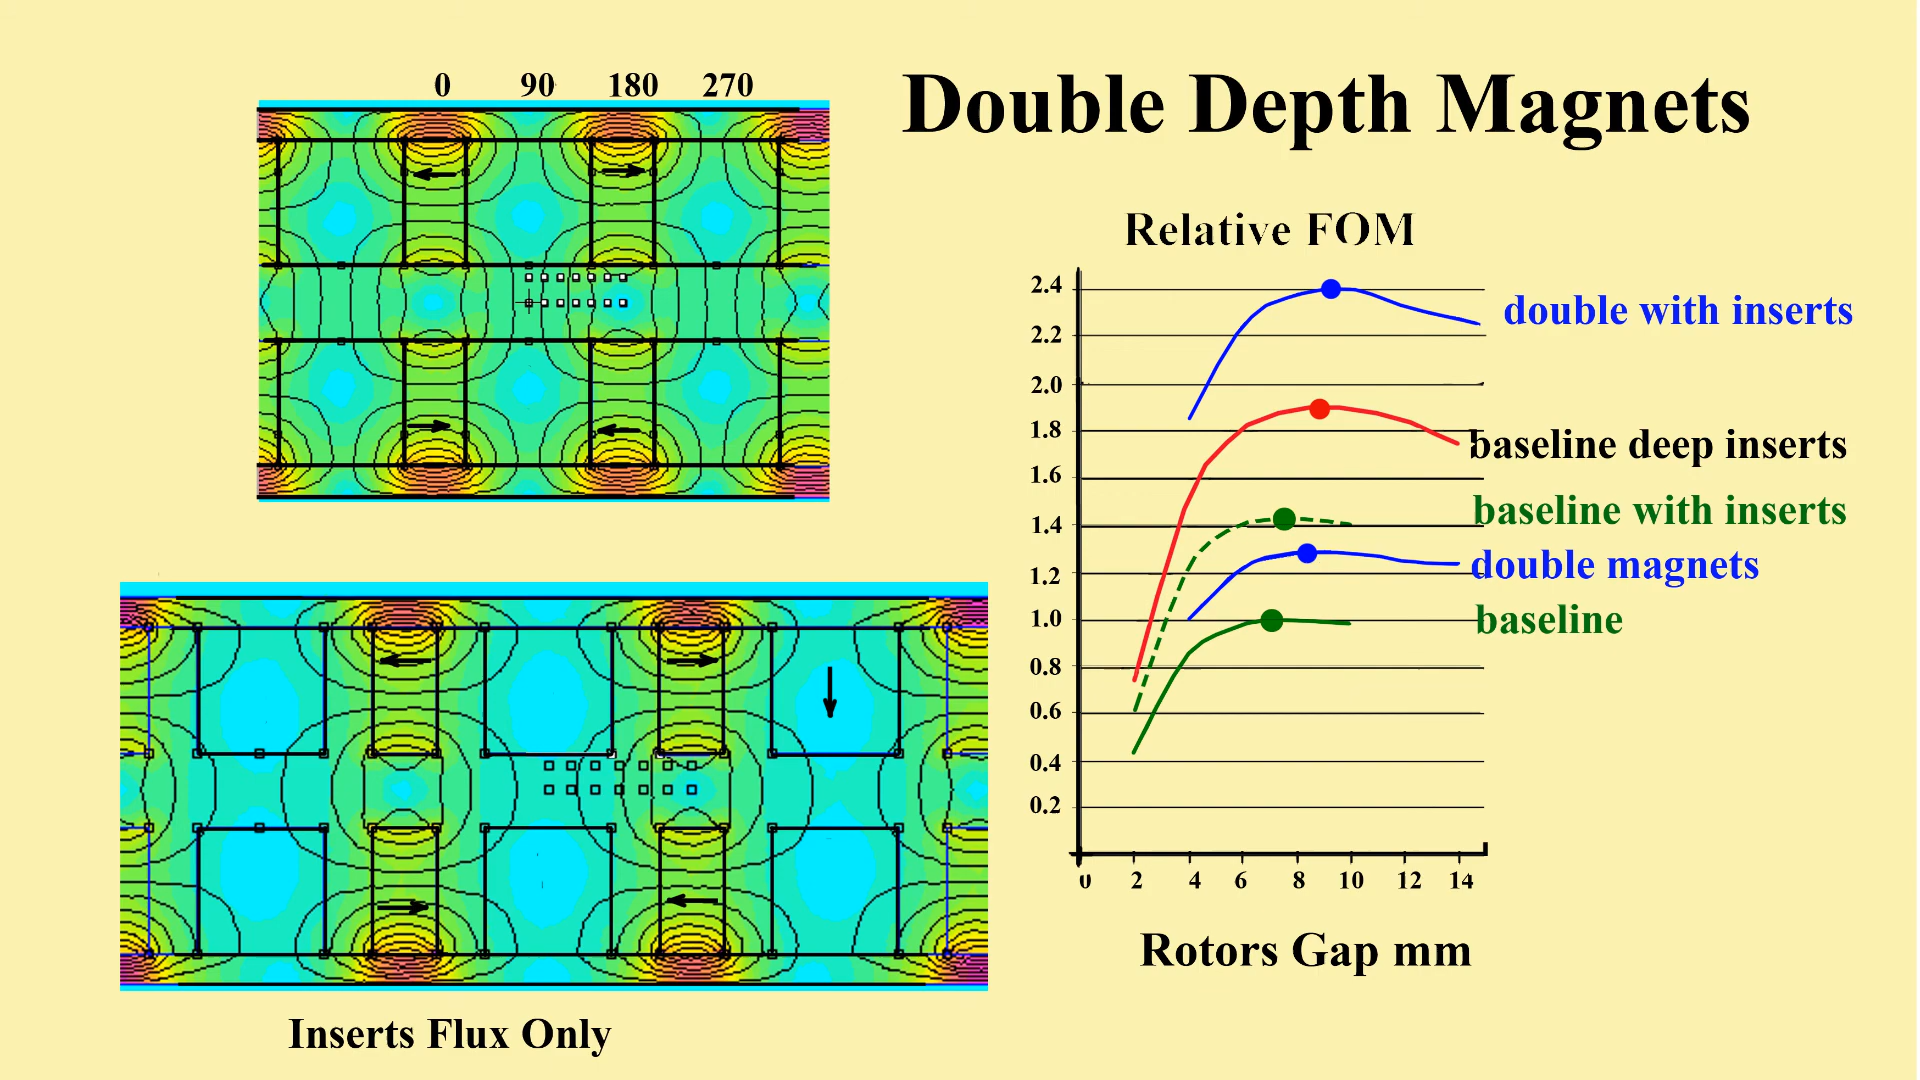 0 90 180 270
Double Depth Magnets
Relative FOM
2.4
2.2
2.0
1.8
1.6
1.4
1.2
1.0
0.8
0.6
0.4
0.2
0 2 4 6 8 10 12 14
double with inserts
baseline deep inserts
baseline with inserts
double magnets
baseline
Rotors Gap mm
Inserts Flux Only